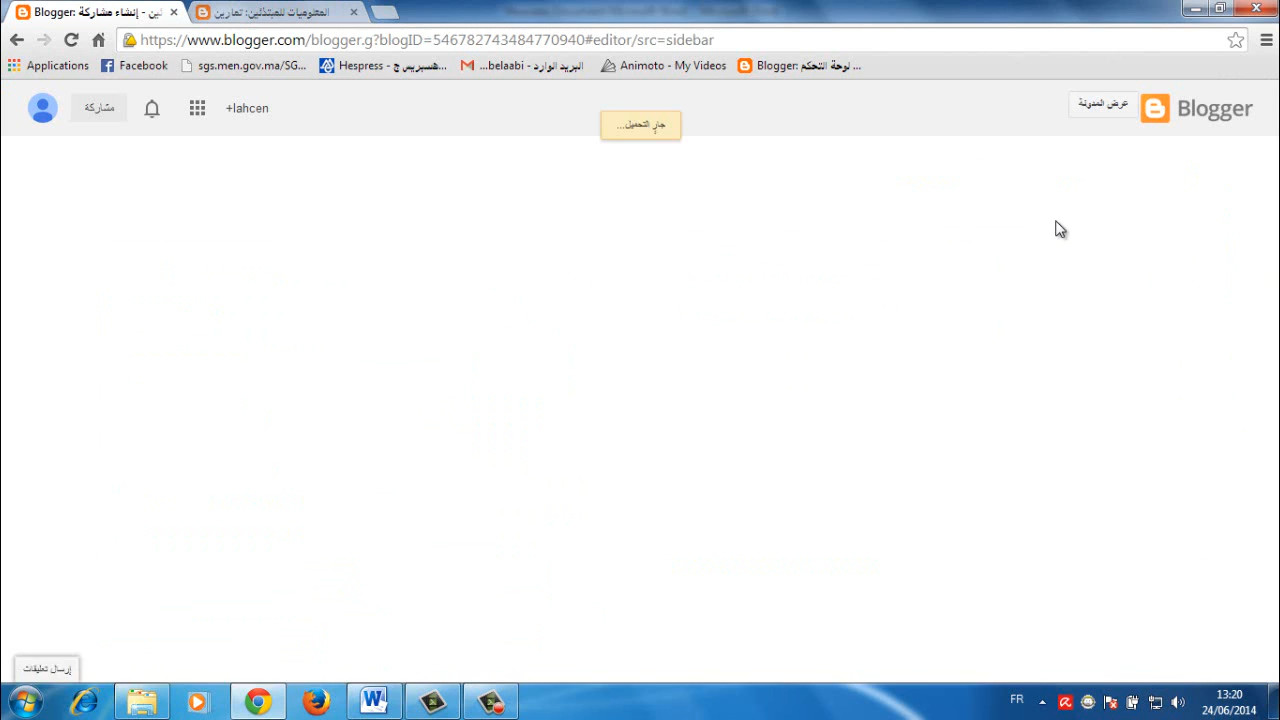 Blogger: لين - إنشاء مشاركة
المعلوميات للمبتدئين: تمارين
https://www.blogger.com/blogger.g?blogID=546782743484770940#editor/src=sidebar
Applications
Facebook
sgs.men.gov.ma/SG...
Hespress - هسبريس ج...
البريد الوارد - belaabi...
Animoto - My Videos
Blogger: لوحة التحكم ...
مشاركة
+lahcen
جارٍ التحميل...
عرض المدونة
Blogger
إرسال تعليقات
FR
13:20
24/06/2014